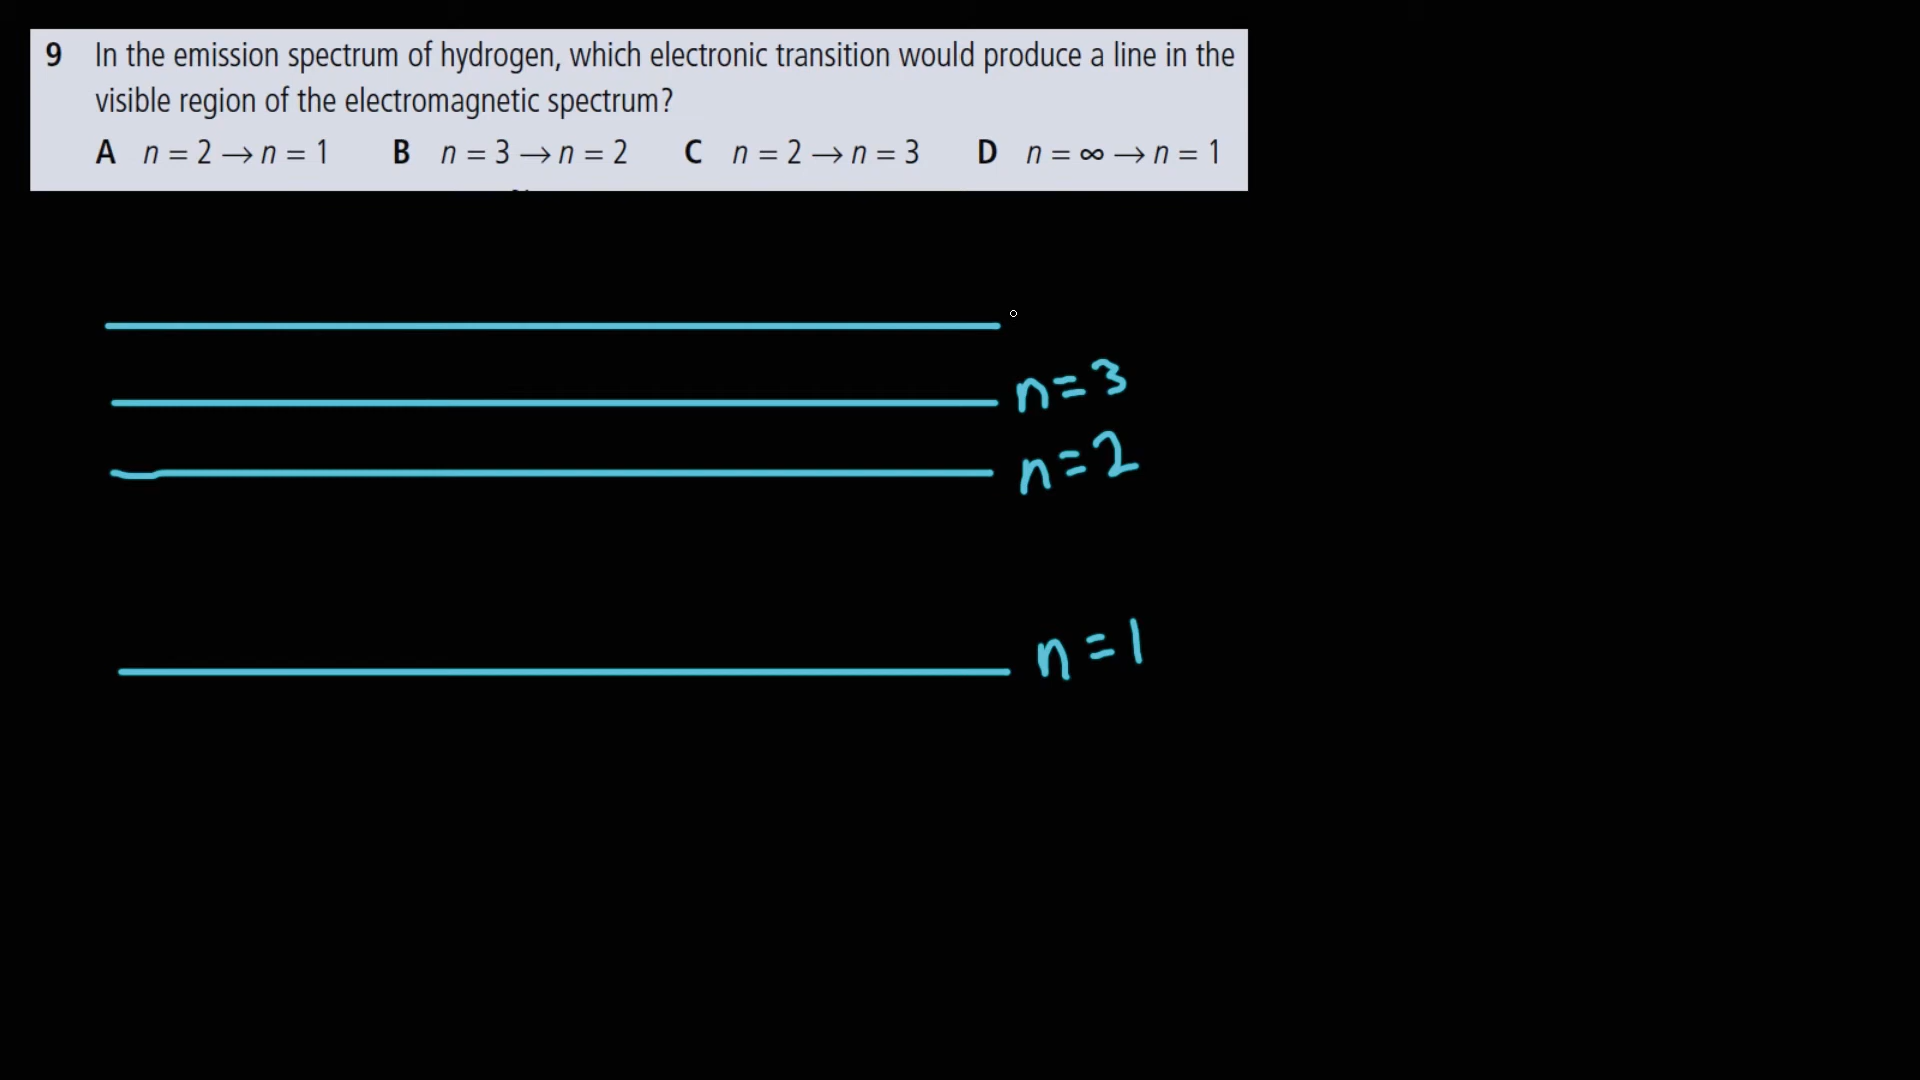 9 In the emission spectrum of hydrogen, which electronic transition would produce a line in the
visible region of the electromagnetic spectrum?
A n = 2 → n = 1 B n = 3 → n = 2 C n = 2 → n = 3 D n = ∞ → n = 1
n=3
n=2
n=1